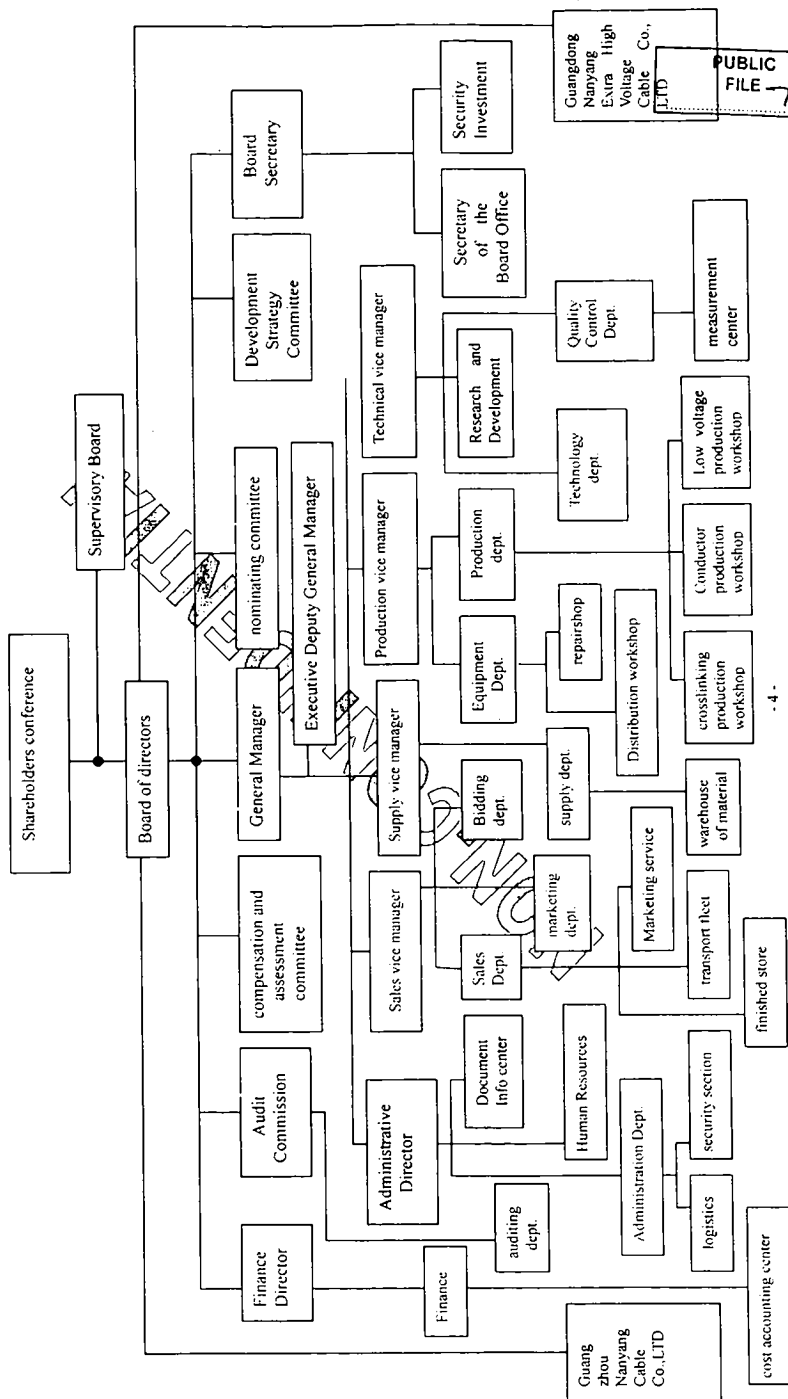 Shareholders conference
Supervisory Board
Board of directors
Finance
Director
Audit
Commission
compensation and
assessment
committee
General Manager
nominating committee
Development
Strategy
Committee
Board
Secretary
Executive Deputy General Manager
Security
Investment
Secretary
of the
Board Office
Administrative
Director
Sales vice manager
Supply vice manager
Production vice manager
Technical vice manager
Finance
auditing
dept.
Document
Info center
Sales
Dept
marketing
dept.
Bidding
dept.
supply dept.
Equipment
Dept.
Production
dept.
Technology
dept.
Research and
Development
Quality
Control
Dept.
Human Resources
Administration Dept.
logistics
security section
Marketing service
transport fleet
finished store
warehouse
of material
repairshop
Distribution workshop
crosslinking
production
workshop
Conductor
production
workshop
Low voltage
production
workshop
measurement
center
cost accounting center
Guang
zhou
Nanyang
Cable
Co.,LTD
Guangdong
Nanyang
Extra High
Voltage
Cable Co.,
LTD
PUBLIC
FILE
- 4 -